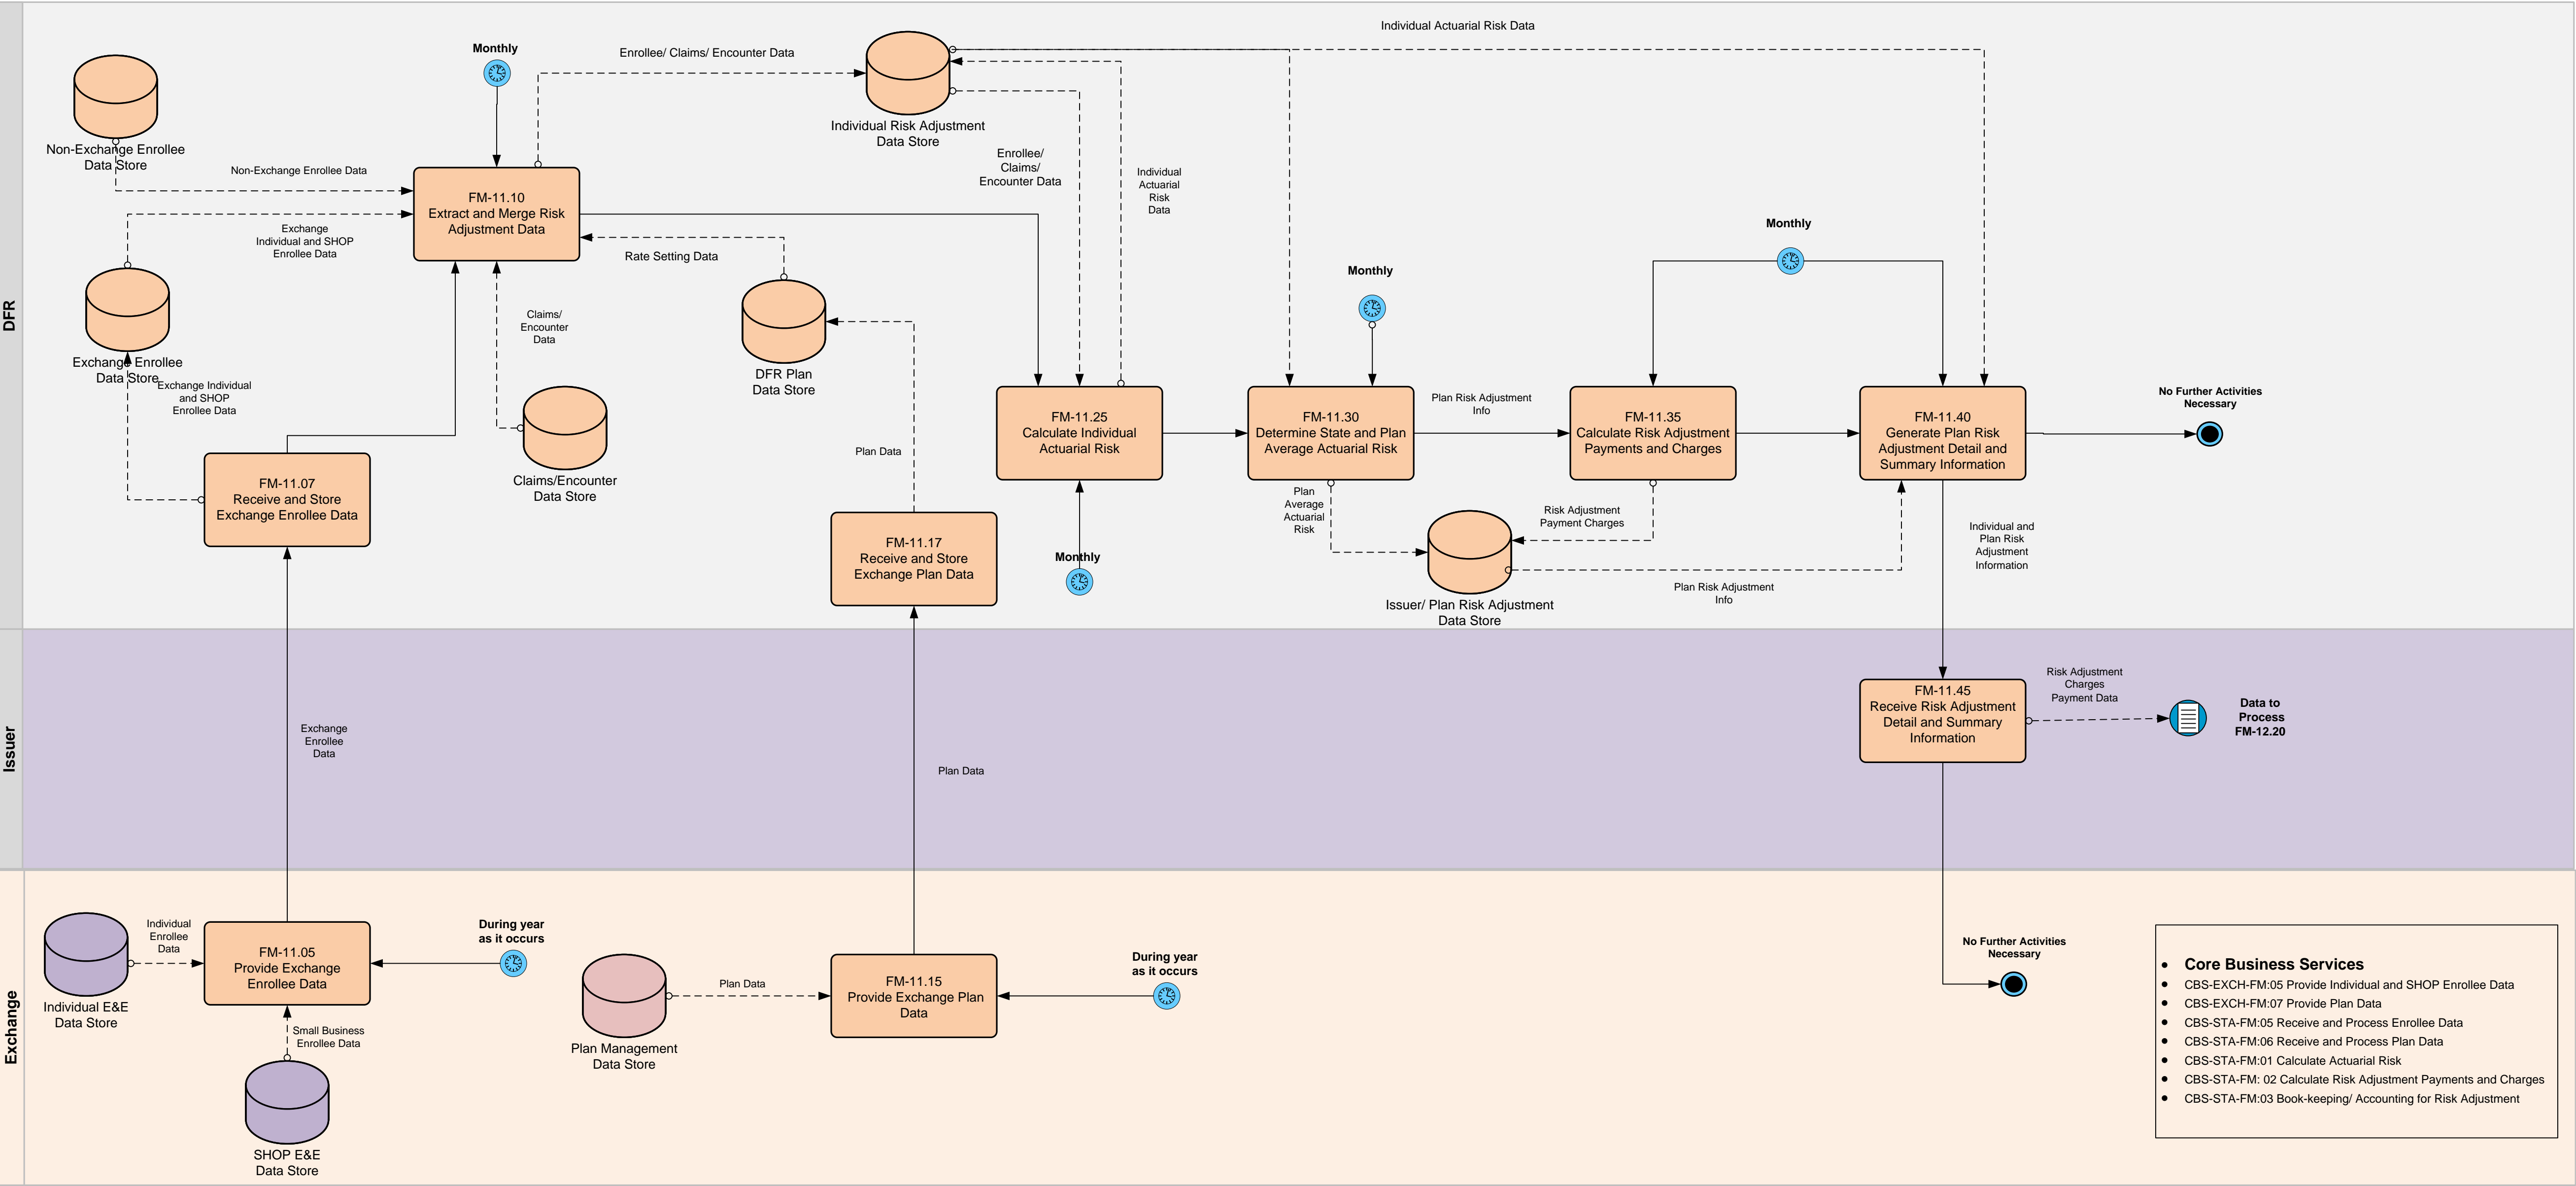 DFR
Individual Actuarial Risk Data
Monthly
Enrollee/ Claims/ Encounter Data
Individual Risk Adjustment
Data Store
Non-Exchange Enrollee
Data Store
Non-Exchange Enrollee Data
FM-11.10
Extract and Merge Risk
Adjustment Data
Enrollee/
Claims/
Encounter Data
Individual
Actuarial
Risk
Data
Exchange
Individual and SHOP
Enrollee Data
Rate Setting Data
Monthly
Monthly
Exchange Enrollee
Data Store
Exchange Individual
and SHOP
Enrollee Data
Claims/
Encounter
Data
DFR Plan
Data Store
Claims/Encounter
Data Store
Plan Data
FM-11.25
Calculate Individual
Actuarial Risk
FM-11.30
Determine State and Plan
Average Actuarial Risk
Plan Risk Adjustment
Info
FM-11.35
Calculate Risk Adjustment
Payments and Charges
FM-11.40
Generate Plan Risk
Adjustment Detail and
Summary Information
No Further Activities
Necessary
FM-11.07
Receive and Store
Exchange Enrollee Data
FM-11.17
Receive and Store
Exchange Plan Data
Monthly
Plan
Average
Actuarial
Risk
Risk Adjustment
Payment Charges
Issuer/ Plan Risk Adjustment
Data Store
Plan Risk Adjustment
Info
Individual and
Plan Risk
Adjustment
Information
Issuer
Exchange
Enrollee
Data
Plan Data
FM-11.45
Receive Risk Adjustment
Detail and Summary
Information
Risk Adjustment
Charges
Payment Data
Data to
Process
FM-12.20
Exchange
Individual
Enrollee
Data
Individual E&E
Data Store
FM-11.05
Provide Exchange
Enrollee Data
During year
as it occurs
Small Business
Enrollee Data
SHOP E&E
Data Store
Plan Data
Plan Management
Data Store
FM-11.15
Provide Exchange Plan
Data
During year
as it occurs
No Further Activities
Necessary
• Core Business Services
• CBS-EXCH-FM:05 Provide Individual and SHOP Enrollee Data
• CBS-EXCH-FM:07 Provide Plan Data
• CBS-STA-FM:05 Receive and Process Enrollee Data
• CBS-STA-FM:06 Receive and Process Plan Data
• CBS-STA-FM:01 Calculate Actuarial Risk
• CBS-STA-FM: 02 Calculate Risk Adjustment Payments and Charges
• CBS-STA-FM:03 Book-keeping/ Accounting for Risk Adjustment